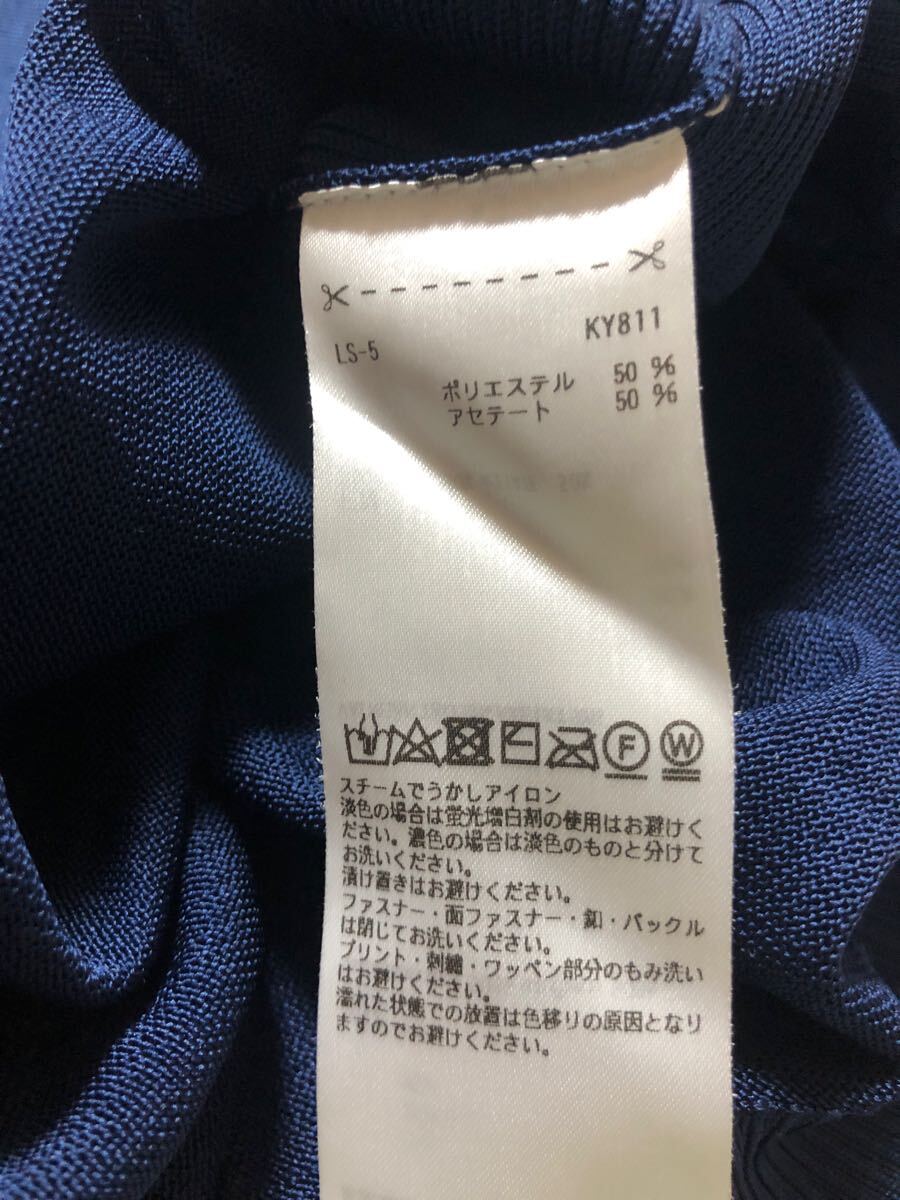 LS-5 KY811
ポリエステル 50 %
アセテート 50 %
F W
スチームでうかしアイロン
淡色の場合は蛍光増白剤の使用はお避けく
ださい。濃色の場合は淡色のものと分けて
お洗いください。
漬け置きはお避けください。
ファスナー・面ファスナー・釦・バックル
は閉じてお洗いください。
プリント・刺繍・ワッペン部分のもみ洗い
はお避けください。
濡れた状態での放置は色移りの原因となり
ますのでお避けください。